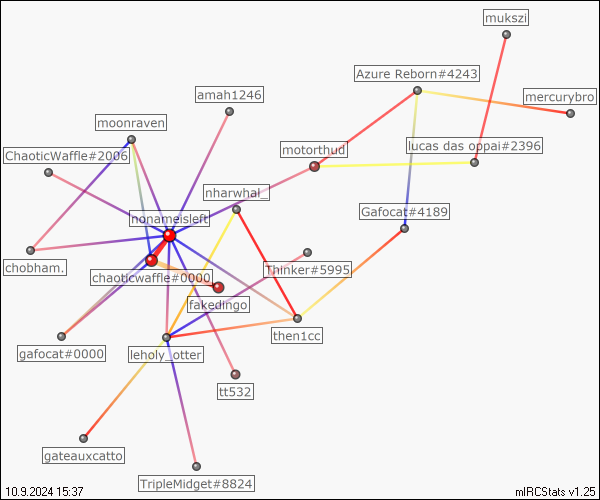 mukszi
Azure Reborn#4243
amah1246
mercurybro
moonraven
motorthud
lucas das oppai#2396
ChaoticWaffle#2006
nharwhal_
nonameisleft
Gafocat#4189
chobham.
chaoticwaffle#0000
Thinker#5995
fakedingo
then1cc
gafocat#0000
leholy_otter
tt532
gateauxcatto
TripleMidget#8824
10.9.2024 15:37
mIRCStats v1.25